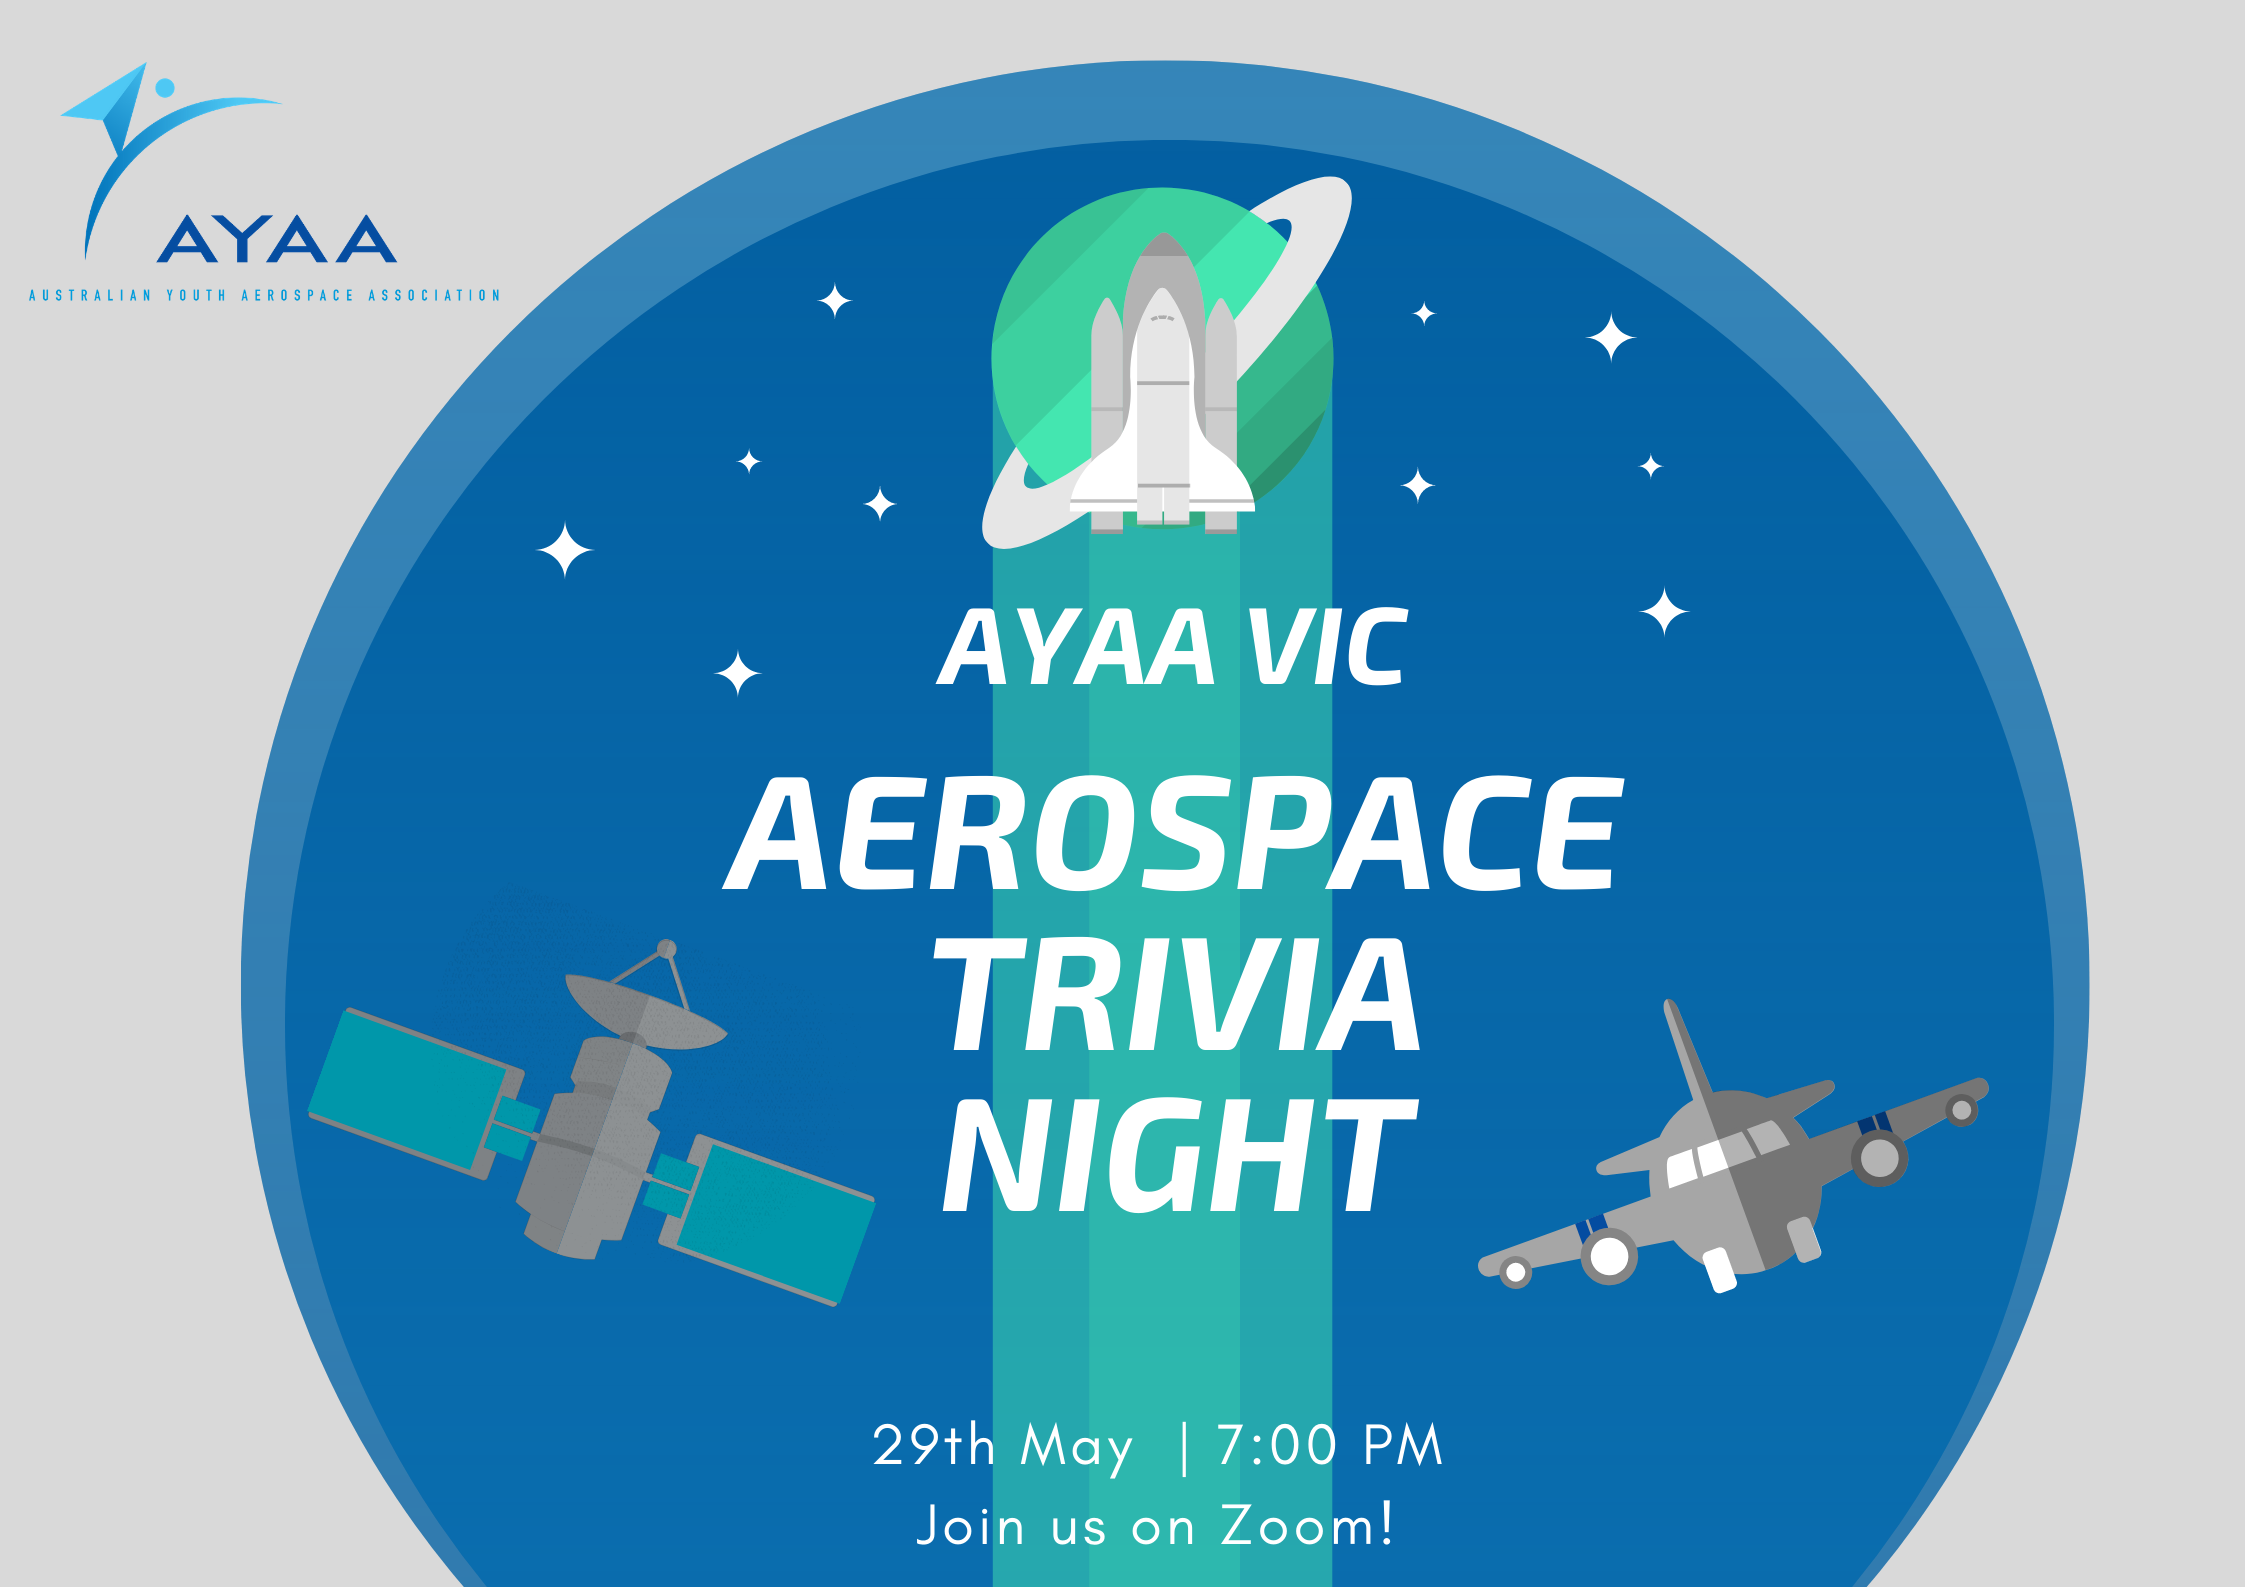 AYAA
AUSTRALIAN YOUTH AEROSPACE ASSOCIATION
AYAA VIC
AEROSPACE
TRIVIA
NIGHT
29th May | 7:00 PM
Join us on Zoom!